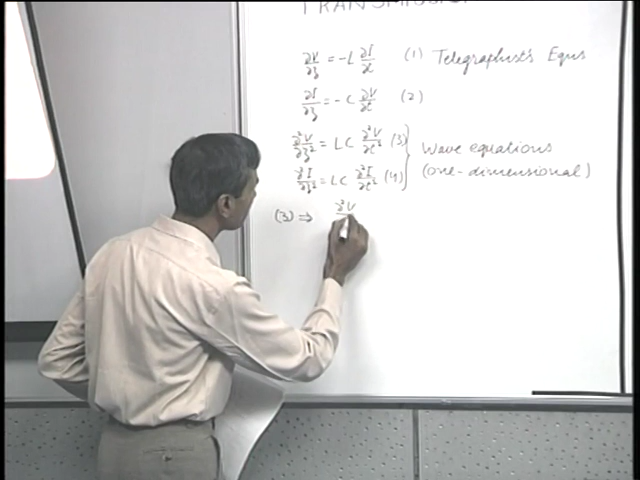 TRANSMISSI
∂V/∂z = -L ∂I/∂t (1) Telegraphist's Equs
∂I/∂z = -C ∂V/∂t (2)
∂²V/∂z² = LC ∂²V/∂t² (3)
Wave equations
∂²I/∂z² = LC ∂²I/∂t² (4)
(one-dimensional)
(3) ⇒ ∂²V